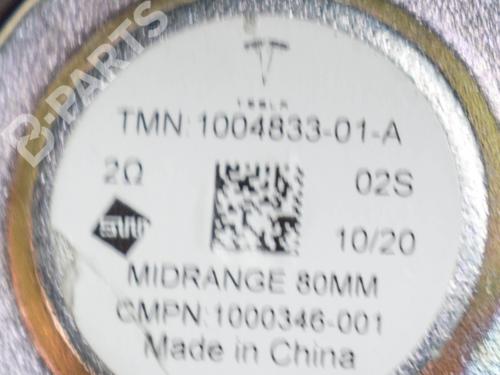 B-PARTS
TESLA
TMN:1004833-01-A
2Ω
02S
10/20
MIDRANGE 80MM
CMPN:1000346-001
Made in China